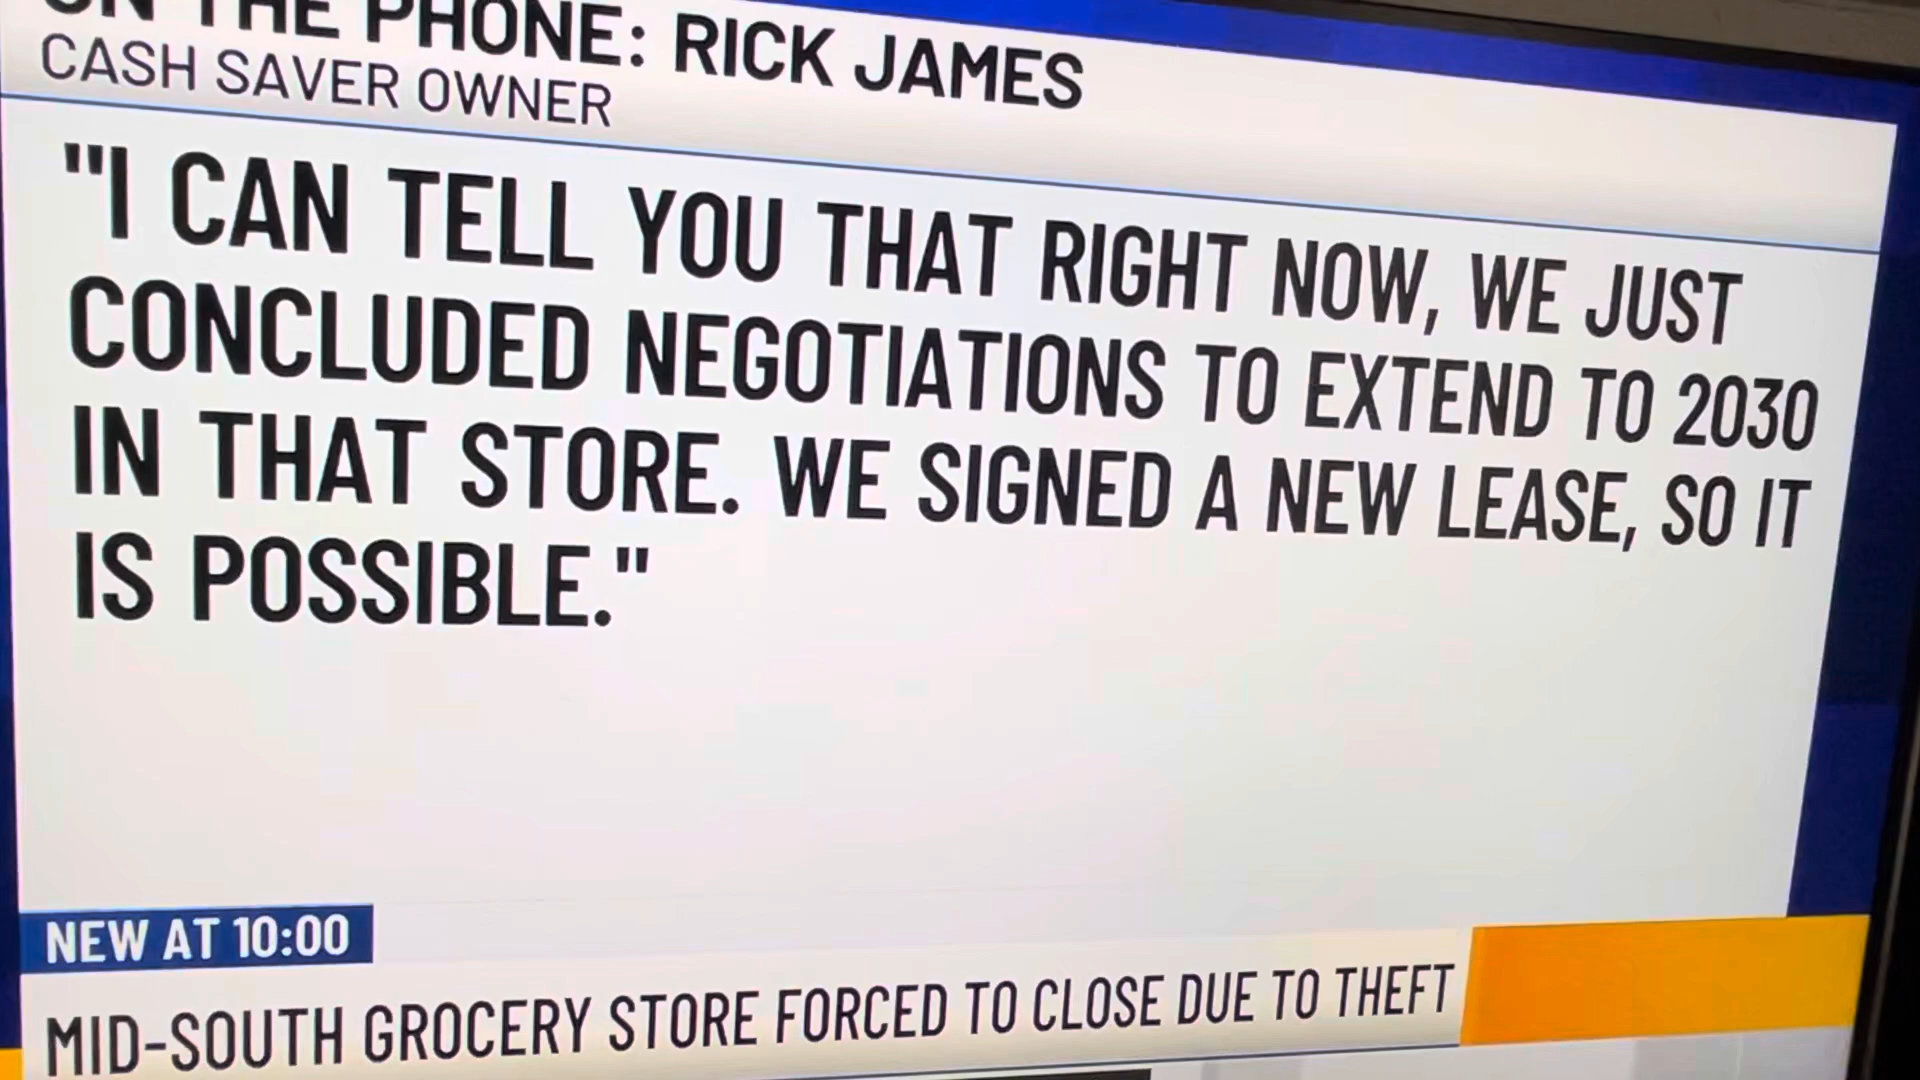 ON THE PHONE: RICK JAMES
CASH SAVER OWNER
"I CAN TELL YOU THAT RIGHT NOW, WE JUST
CONCLUDED NEGOTIATIONS TO EXTEND TO 2030
IN THAT STORE. WE SIGNED A NEW LEASE, SO IT
IS POSSIBLE."
NEW AT 10:00
MID-SOUTH GROCERY STORE FORCED TO CLOSE DUE TO THEFT